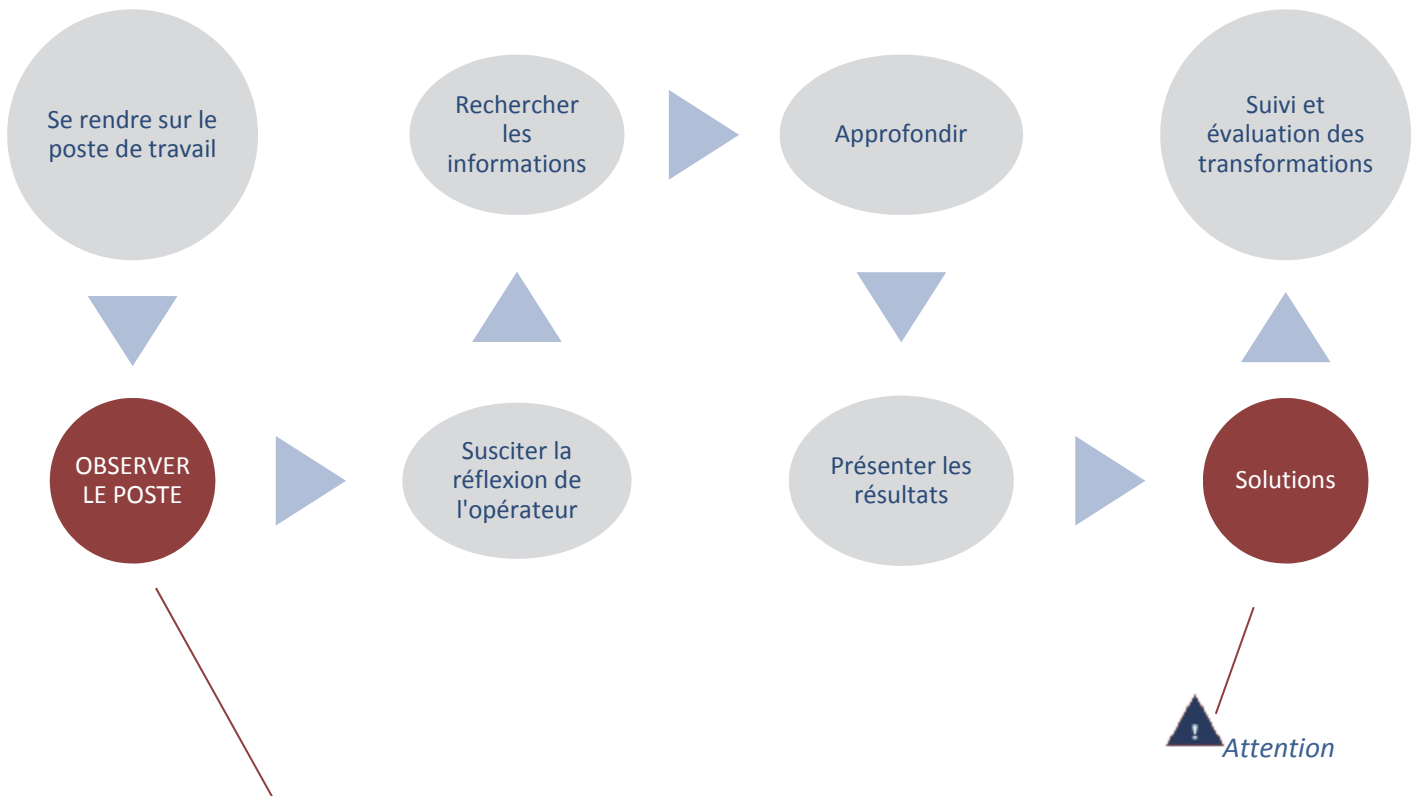 Se rendre sur le
poste de travail
OBSERVER
LE POSTE
Susciter la
réflexion de
l'opérateur
Rechercher
les
informations
Approfondir
Présenter les
résultats
Solutions
Suivi et
évaluation des
transformations
!
Attention